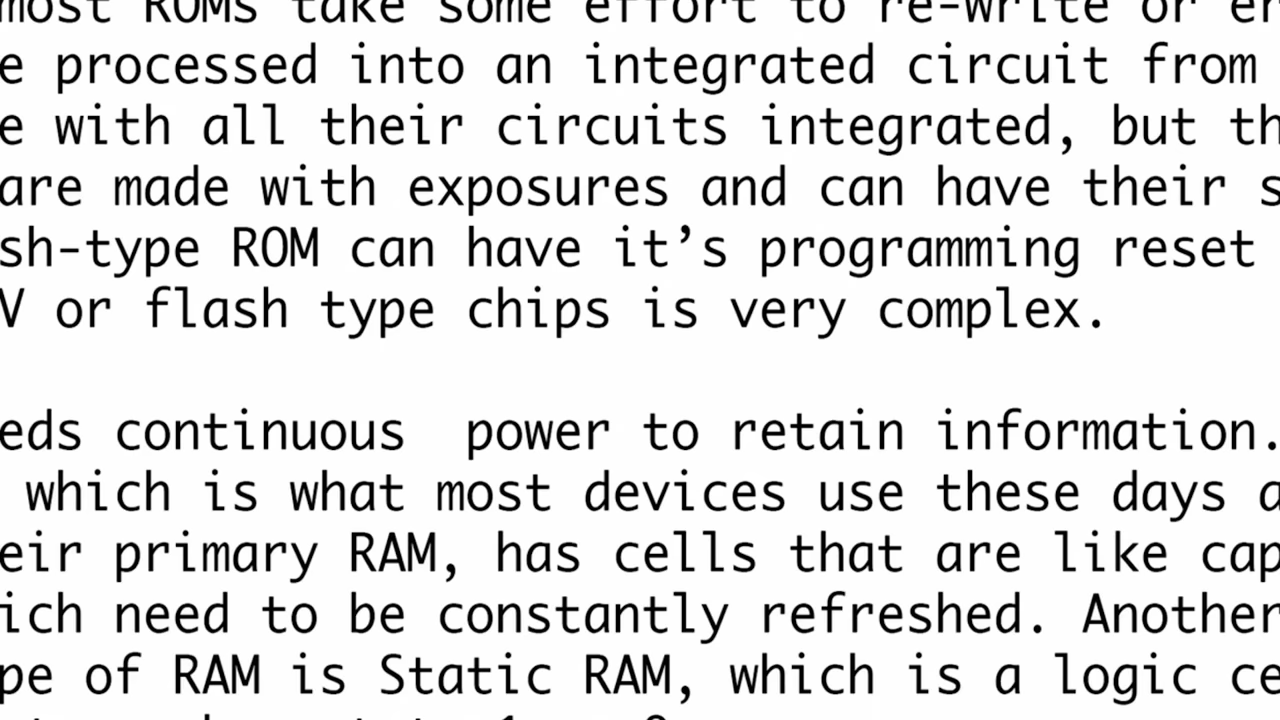 most ROMs take some effort to re-write or er
e processed into an integrated circuit from
e with all their circuits integrated, but th
are made with exposures and can have their s
sh-type ROM can have it’s programming reset
V or flash type chips is very complex.
eds continuous  power to retain information.
which is what most devices use these days a
eir primary RAM, has cells that are like cap
ich need to be constantly refreshed. Another
pe of RAM is Static RAM, which is a logic ce